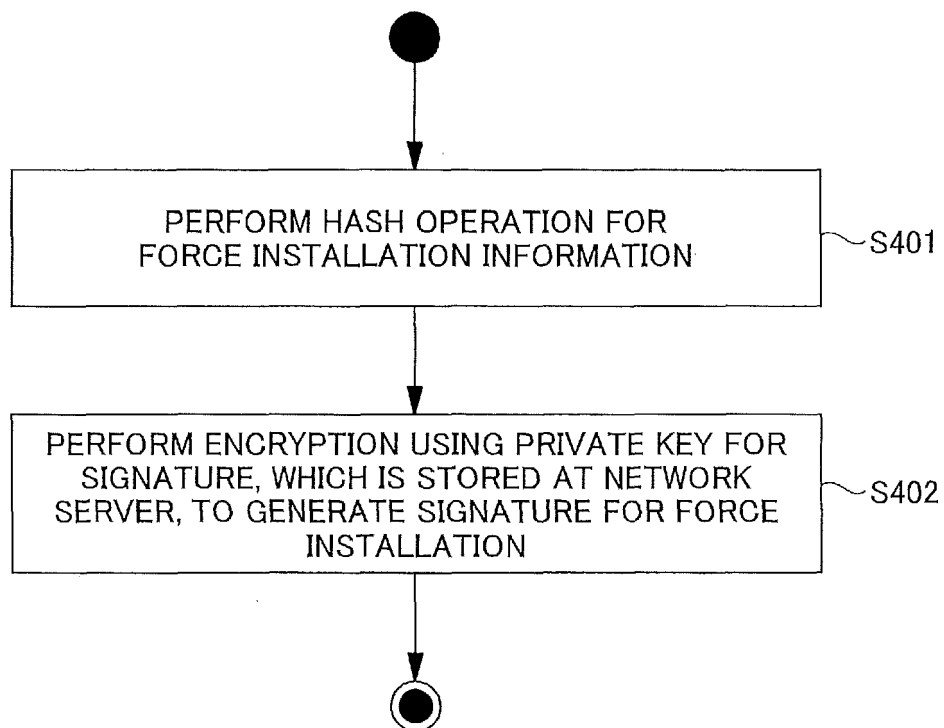 PERFORM HASH OPERATION FOR
FORCE INSTALLATION INFORMATION
S401
PERFORM ENCRYPTION USING PRIVATE KEY FOR
SIGNATURE, WHICH IS STORED AT NETWORK
SERVER, TO GENERATE SIGNATURE FOR FORCE
INSTALLATION
S402